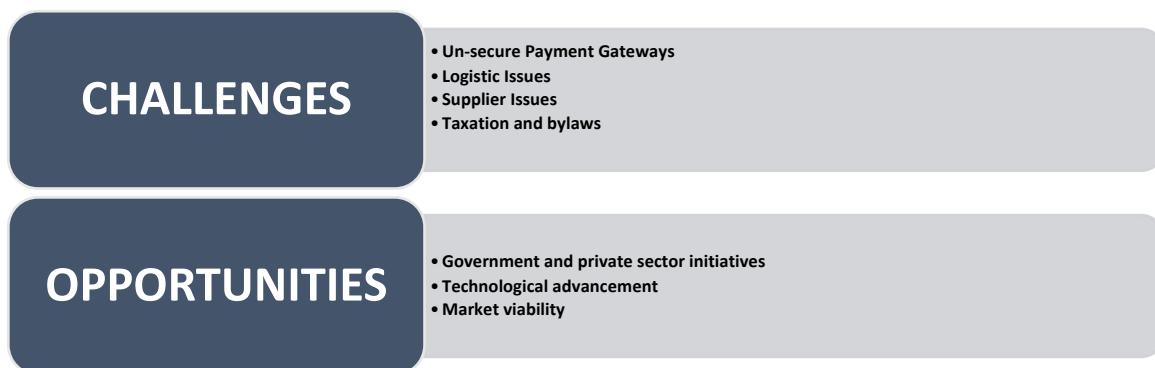 CHALLENGES
• Un-secure Payment Gateways
• Logistic Issues
• Supplier Issues
• Taxation and bylaws
OPPORTUNITIES
• Government and private sector initiatives
• Technological advancement
• Market viability